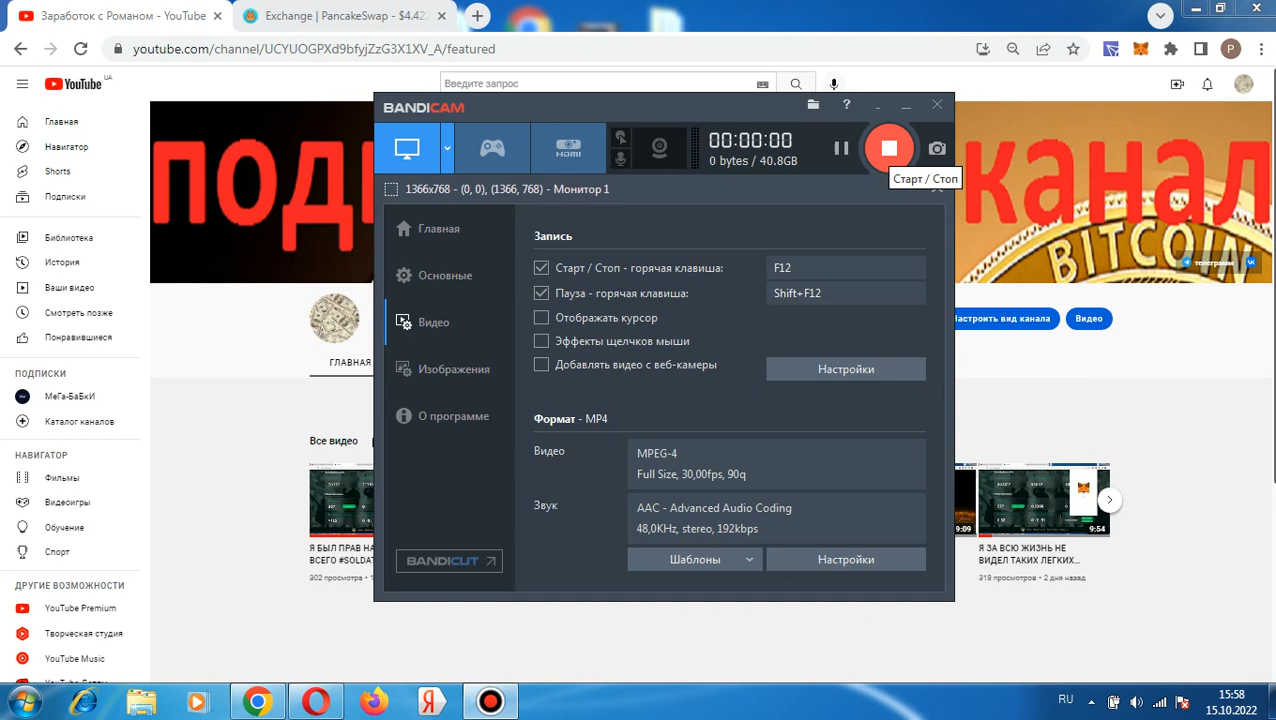 Заработок с Романом - YouTube
Exchange | PancakeSwap - $4.422
youtube.com/channel/UCYUOGPXd9bfyjZzG3X1XV_A/featured
P
YouTube UA
Введите запрос
Главная
Навигатор
Shorts
Подписки
Библиотека
История
Ваши видео
Смотреть позже
Понравившиеся
ПОДПИСКИ
МеГа-БаБкИ
Каталог каналов
НАВИГАТОР
Фильмы
Видеоигры
Обучение
Спорт
ДРУГИЕ ВОЗМОЖНОСТИ
YouTube Premium
Творческая студия
YouTube Music
канал
BITCOIN
телеграмм
Настроить вид канала
Видео
ГЛАВНАЯ
Все видео
Я БЫЛ ПРАВ НА
ВСЕГО #SOLDAT
302 просмотра
9:09
9:54
Я ЗА ВСЮ ЖИЗНЬ НЕ
ВИДЕЛ ТАКИХ ЛЕГКИХ...
318 просмотров • 2 дня назад
BANDICAM
?
HDMI
00:00:00
0 bytes / 40.8GB
Старт / Стоп
1366x768 - (0, 0), (1366, 768) - Монитор 1
Главная
Основные
Видео
Изображения
О программе
BANDICUT
Запись
Старт / Стоп - горячая клавиша:
F12
Пауза - горячая клавиша:
Shift+F12
Отображать курсор
Эффекты щелчков мыши
Добавлять видео с веб-камеры
Настройки
Формат - MP4
Видео
MPEG-4
Full Size, 30,00fps, 90q
Звук
AAC - Advanced Audio Coding
48,0KHz, stereo, 192kbps
Шаблоны
Настройки
RU
15:58
15.10.2022